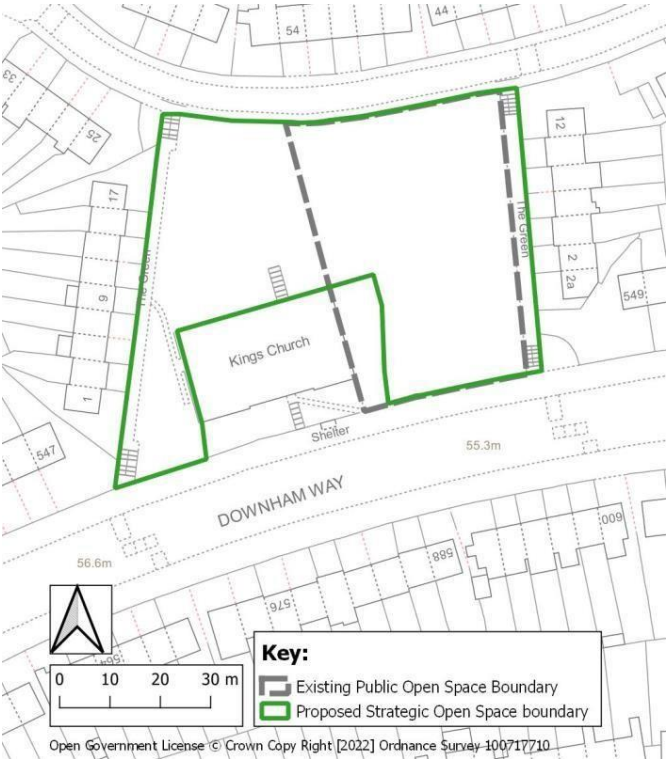 44
54
33
25
12
17
The Green
The Green
2
2a
549
9
Kings Church
1
Shelter
547
55.3m
DOWNHAM WAY
600
588
56.6m
576
564
Key:
0 10 20 30 m
Existing Public Open Space Boundary
Proposed Strategic Open Space boundary
Open Government License © Crown Copy Right [2022] Ordnance Survey 100717710